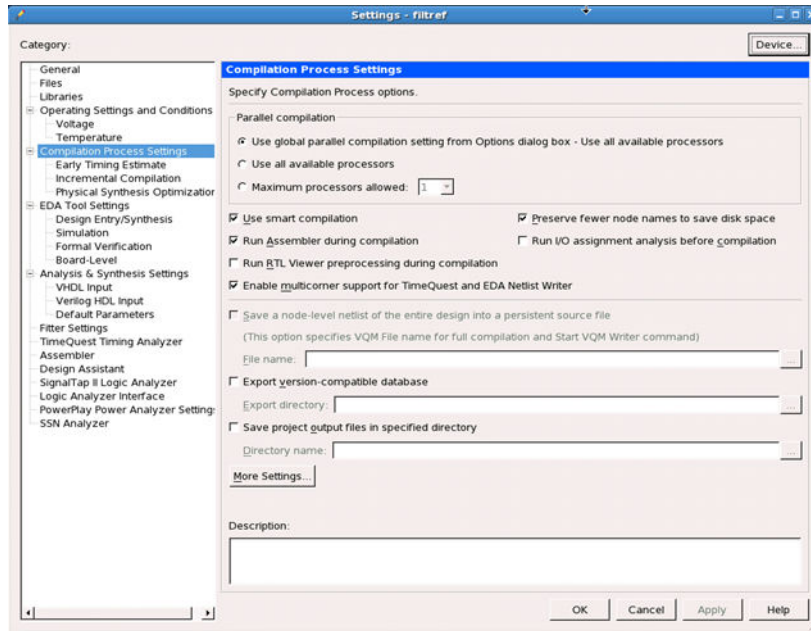 Settings - filtref
Category:
Device...
General
Files
Libraries
Operating Settings and Conditions
Voltage
Temperature
Compilation Process Settings
Early Timing Estimate
Incremental Compilation
Physical Synthesis Optimization
EDA Tool Settings
Design Entry/Synthesis
Simulation
Formal Verification
Board-Level
Analysis & Synthesis Settings
VHDL Input
Verilog HDL Input
Default Parameters
Fitter Settings
TimeQuest Timing Analyzer
Assembler
Design Assistant
SignalTap II Logic Analyzer
Logic Analyzer Interface
PowerPlay Power Analyzer Settings
SSN Analyzer
Compilation Process Settings
Specify Compilation Process options.
Parallel compilation
Use global parallel compilation setting from Options dialog box - Use all available processors
Use all available processors
Maximum processors allowed: 1
Use smart compilation
Preserve fewer node names to save disk space
Run Assembler during compilation
Run I/O assignment analysis before compilation
Run RTL Viewer preprocessing during compilation
Enable multicorner support for TimeQuest and EDA Netlist Writer
Save a node-level netlist of the entire design into a persistent source file
(This option specifies VQM File name for full compilation and Start VQM Writer command)
File name: ...
Export version-compatible database
Export directory: ...
Save project output files in specified directory
Directory name: ...
More Settings...
Description:
OK Cancel Apply Help